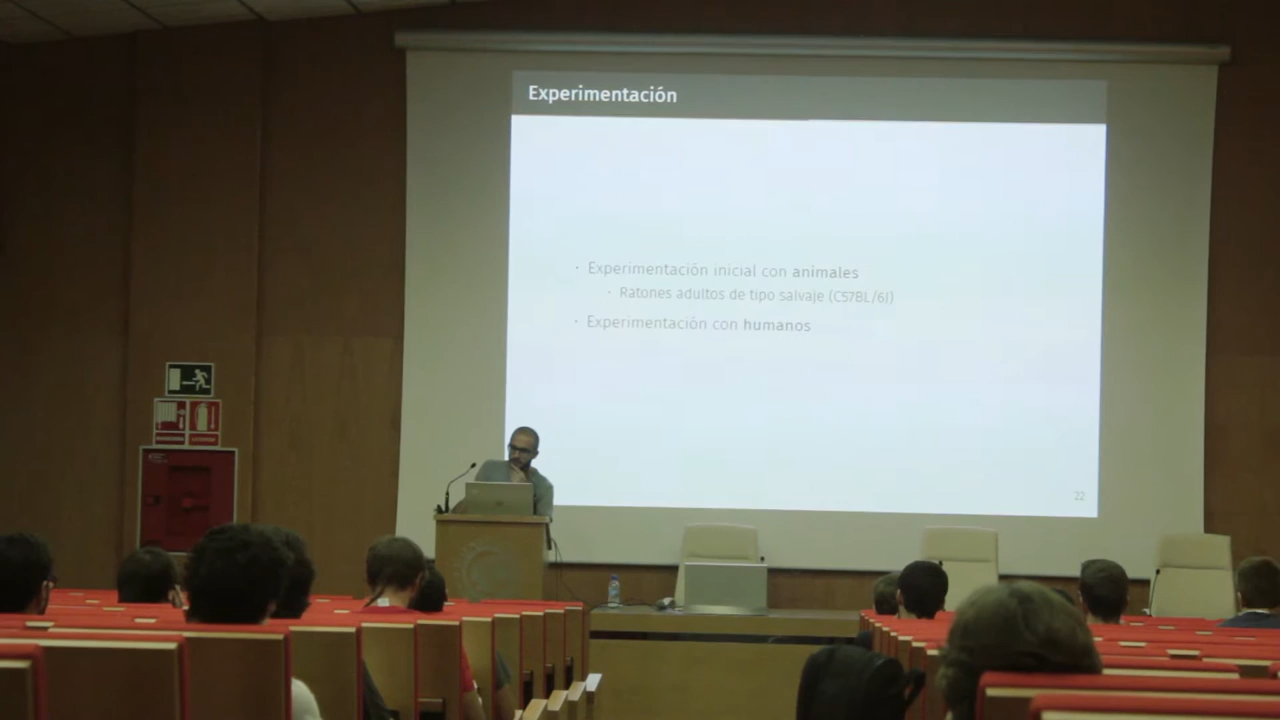 Experimentación
· Experimentación inicial con animales
· Ratones adultos de tipo salvaje (C57BL/6J)
· Experimentación con humanos
22